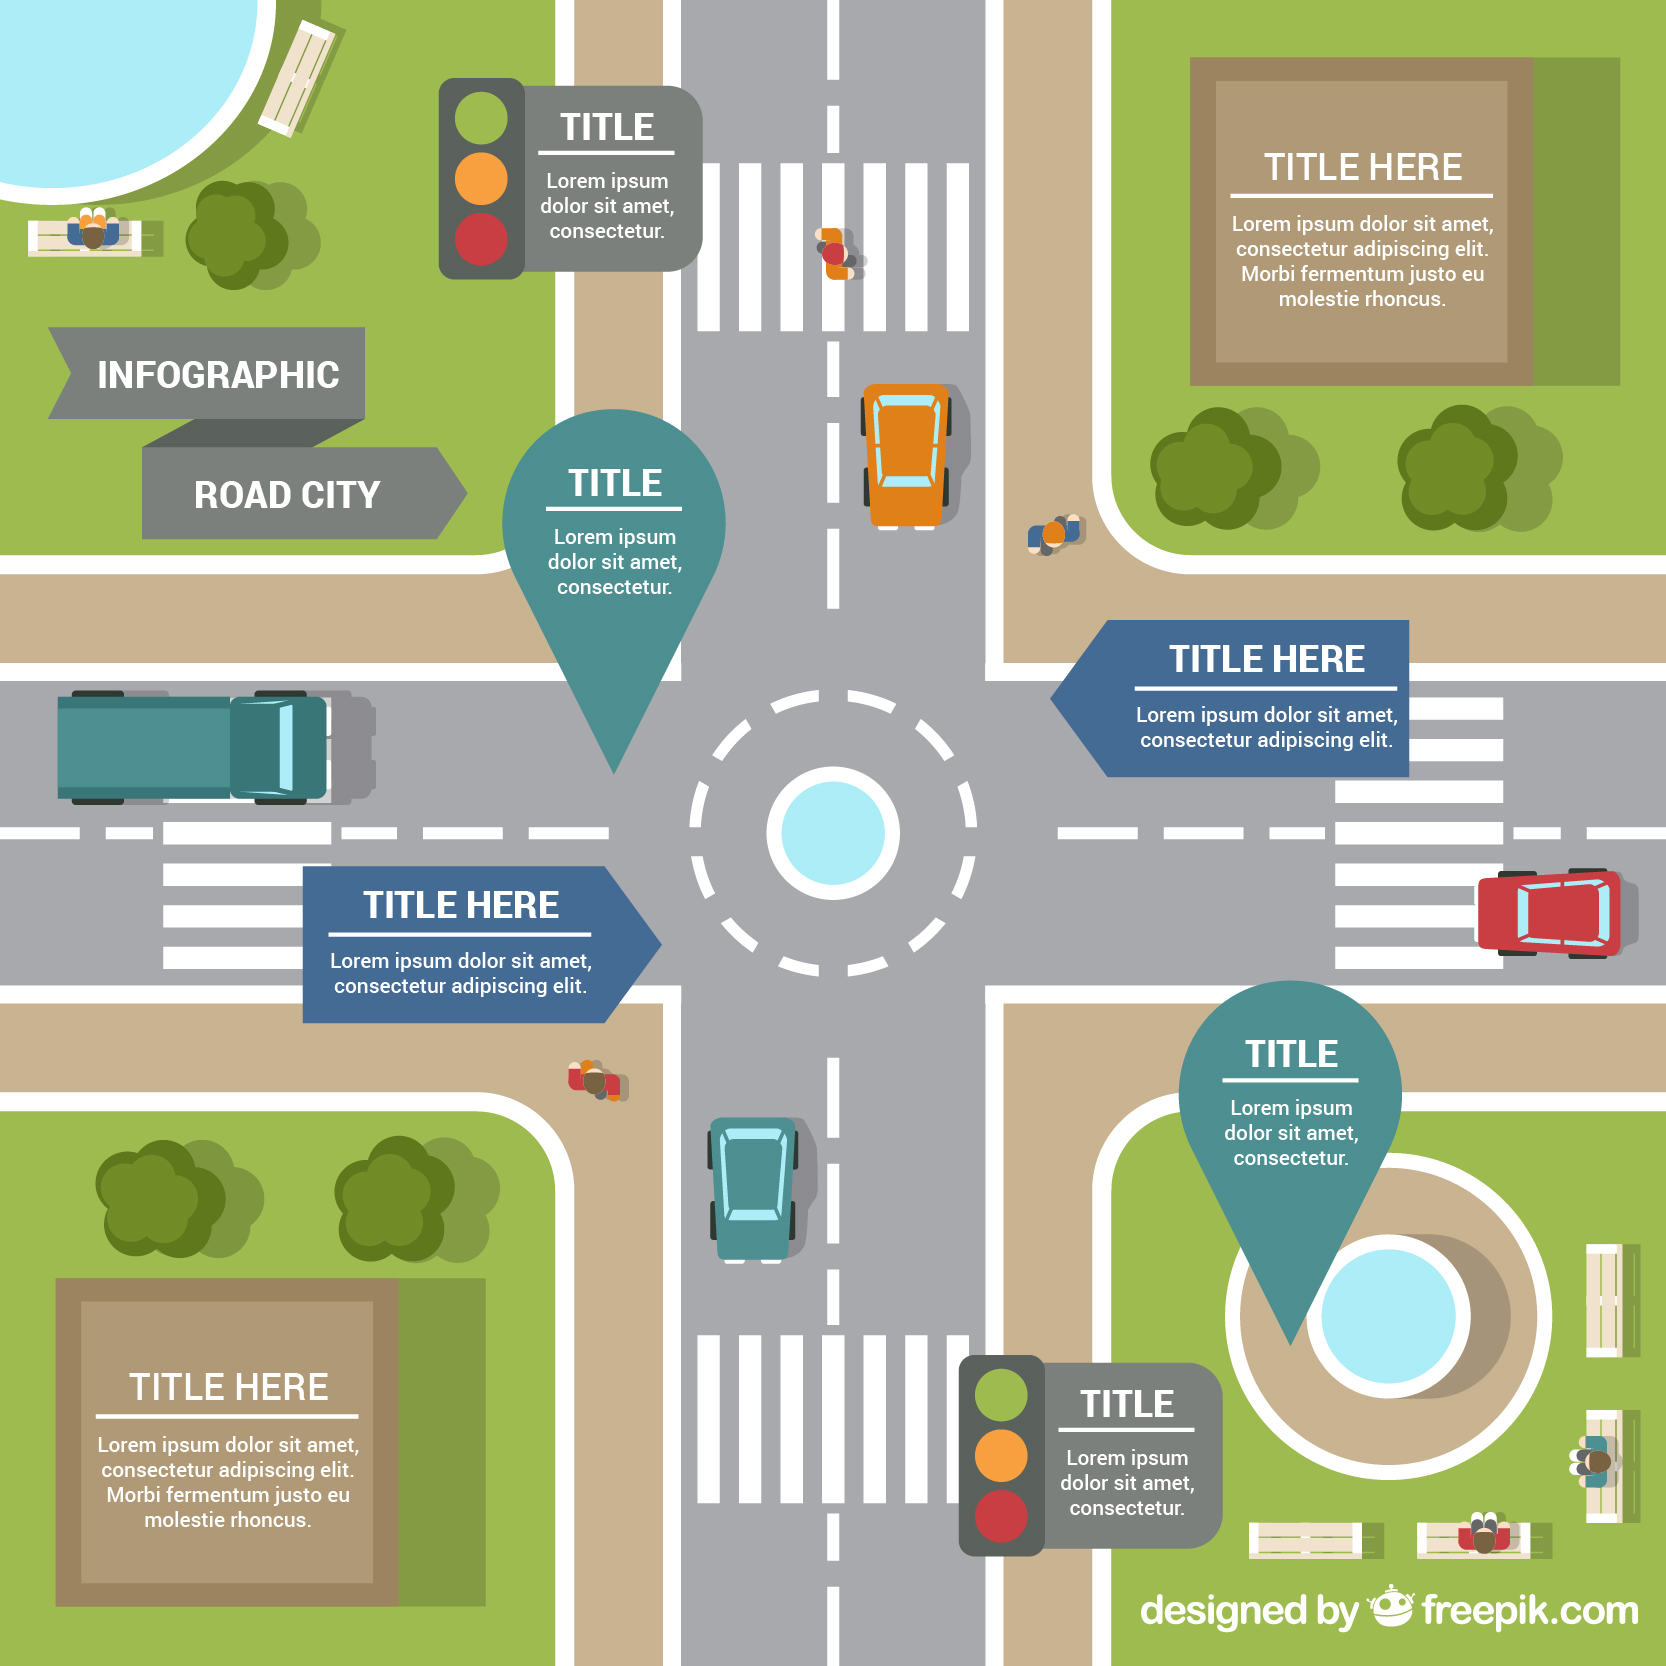 TITLE
Lorem ipsum
dolor sit amet,
consectetur.
TITLE HERE
Lorem ipsum dolor sit amet,
consectetur adipiscing elit.
Morbi fermentum justo eu
molestie rhoncus.
INFOGRAPHIC
ROAD CITY
TITLE
Lorem ipsum
dolor sit amet,
consectetur.
TITLE HERE
Lorem ipsum dolor sit amet,
consectetur adipiscing elit.
TITLE HERE
Lorem ipsum dolor sit amet,
consectetur adipiscing elit.
TITLE
Lorem ipsum
dolor sit amet,
consectetur.
TITLE HERE
Lorem ipsum dolor sit amet,
consectetur adipiscing elit.
Morbi fermentum justo eu
molestie rhoncus.
TITLE
Lorem ipsum
dolor sit amet,
consectetur.
designed by freepik.com